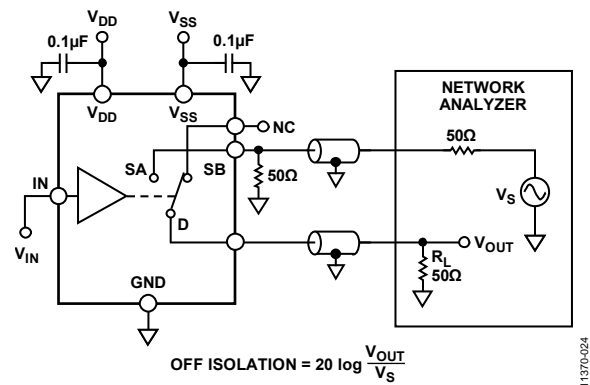 VDD
VSS
0.1µF
0.1µF
VDD
VSS
NC
SA
SB
50Ω
IN
D
VIN
GND
NETWORK
ANALYZER
50Ω
VS
VOUT
RL
50Ω
OFF ISOLATION = 20 log VOUT/VS
11370-024